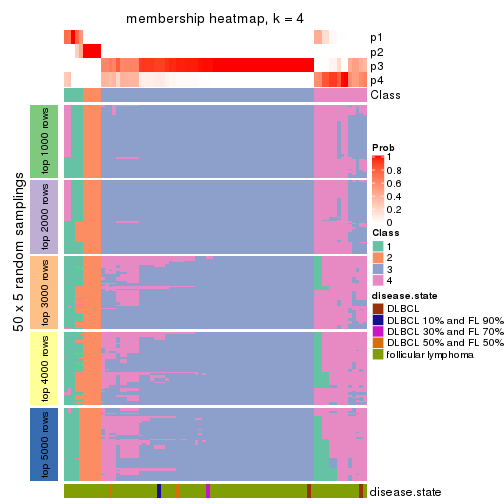 membership heatmap, k = 4
p1
p2
p3
p4
Class
50 x 5 random samplings
top 1000 rows
top 2000 rows
top 3000 rows
top 4000 rows
top 5000 rows
Prob
1
0.8
0.6
0.4
0.2
0
Class
1
2
3
4
disease.state
DLBCL
DLBCL 10% and FL 90%
DLBCL 30% and FL 70%
DLBCL 50% and FL 50%
follicular lymphoma
disease.state